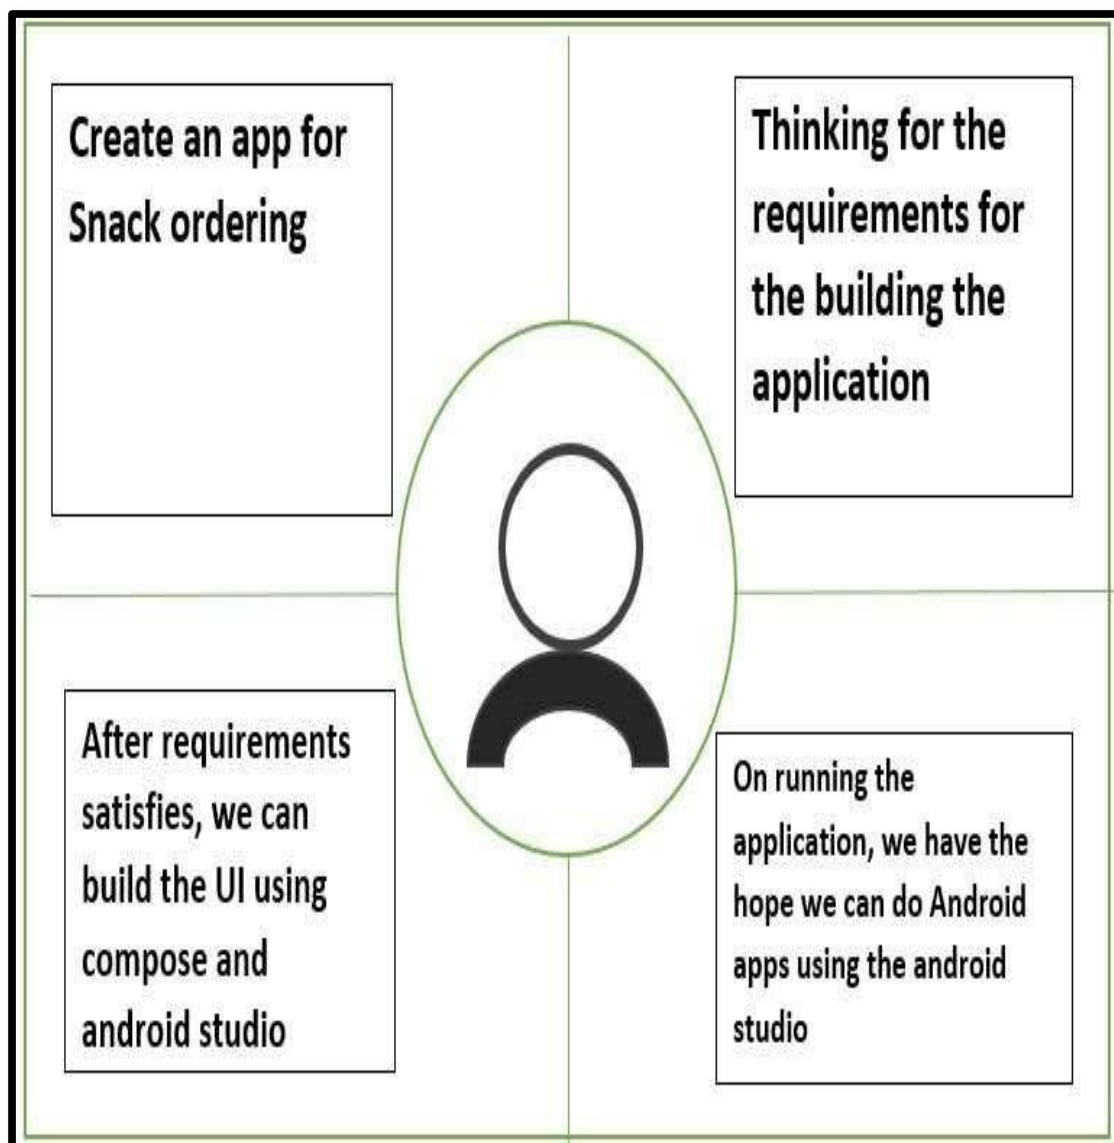 Create an app for
Snack ordering
Thinking for the
requirements for
the building the
application
After requirements
satisfies, we can
build the UI using
compose and
android studio
On running the
application, we have the
hope we can do Android
apps using the android
studio